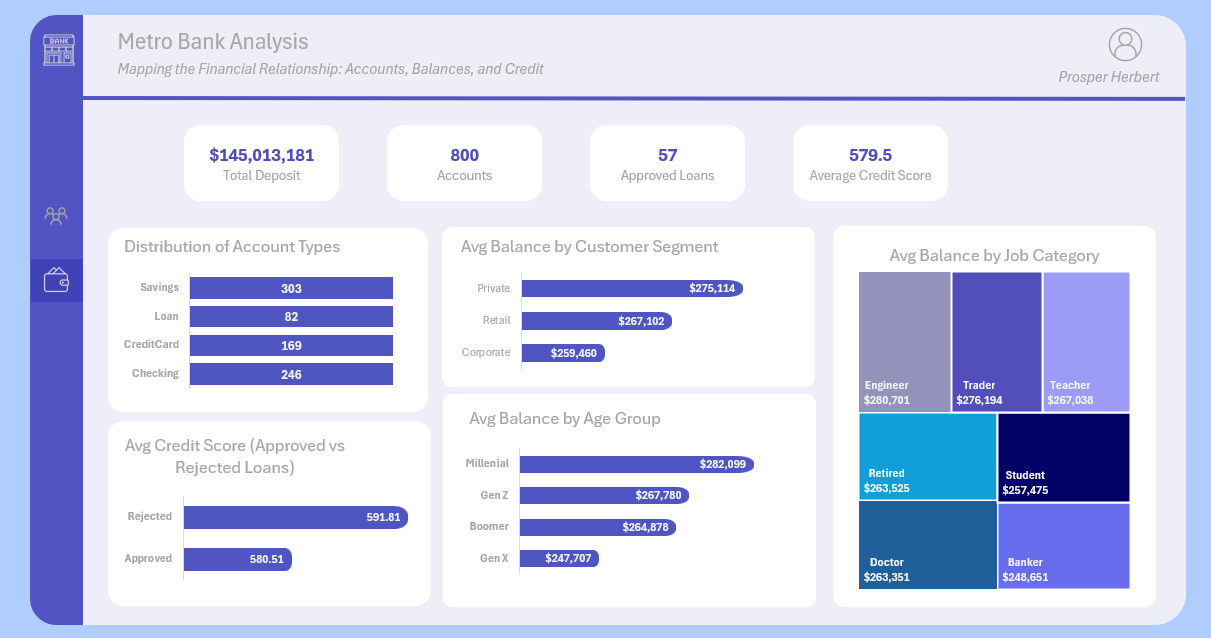 BANK
Metro Bank Analysis
Mapping the Financial Relationship: Accounts, Balances, and Credit
Prosper Herbert
$145,013,181
Total Deposit
800
Accounts
57
Approved Loans
579.5
Average Credit Score
Distribution of Account Types
Savings 303
Loan 82
CreditCard 169
Checking 246
Avg Credit Score (Approved vs
Rejected Loans)
Rejected 591.81
Approved 580.51
Avg Balance by Customer Segment
Private $275,114
Retail $267,102
Corporate $259,460
Avg Balance by Age Group
Millenial $282,099
Gen Z $267,780
Boomer $264,878
Gen X $247,707
Avg Balance by Job Category
Engineer
$280,701
Trader
$276,194
Teacher
$267,038
Retired
$263,525
Student
$257,475
Doctor
$263,351
Banker
$248,651